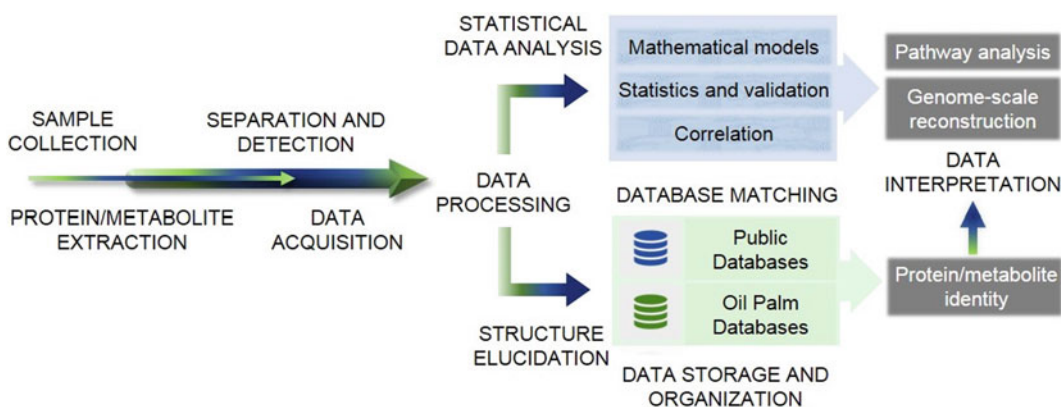 SAMPLE
COLLECTION
SEPARATION AND
DETECTION
PROTEIN/METABOLITE
EXTRACTION
DATA
ACQUISITION
DATA
PROCESSING
STATISTICAL
DATA ANALYSIS
Mathematical models
Statistics and validation
Correlation
Pathway analysis
Genome-scale
reconstruction
DATA
INTERPRETATION
STRUCTURE
ELUCIDATION
DATABASE MATCHING
Public
Databases
Oil Palm
Databases
DATA STORAGE AND
ORGANIZATION
Protein/metabolite
identity